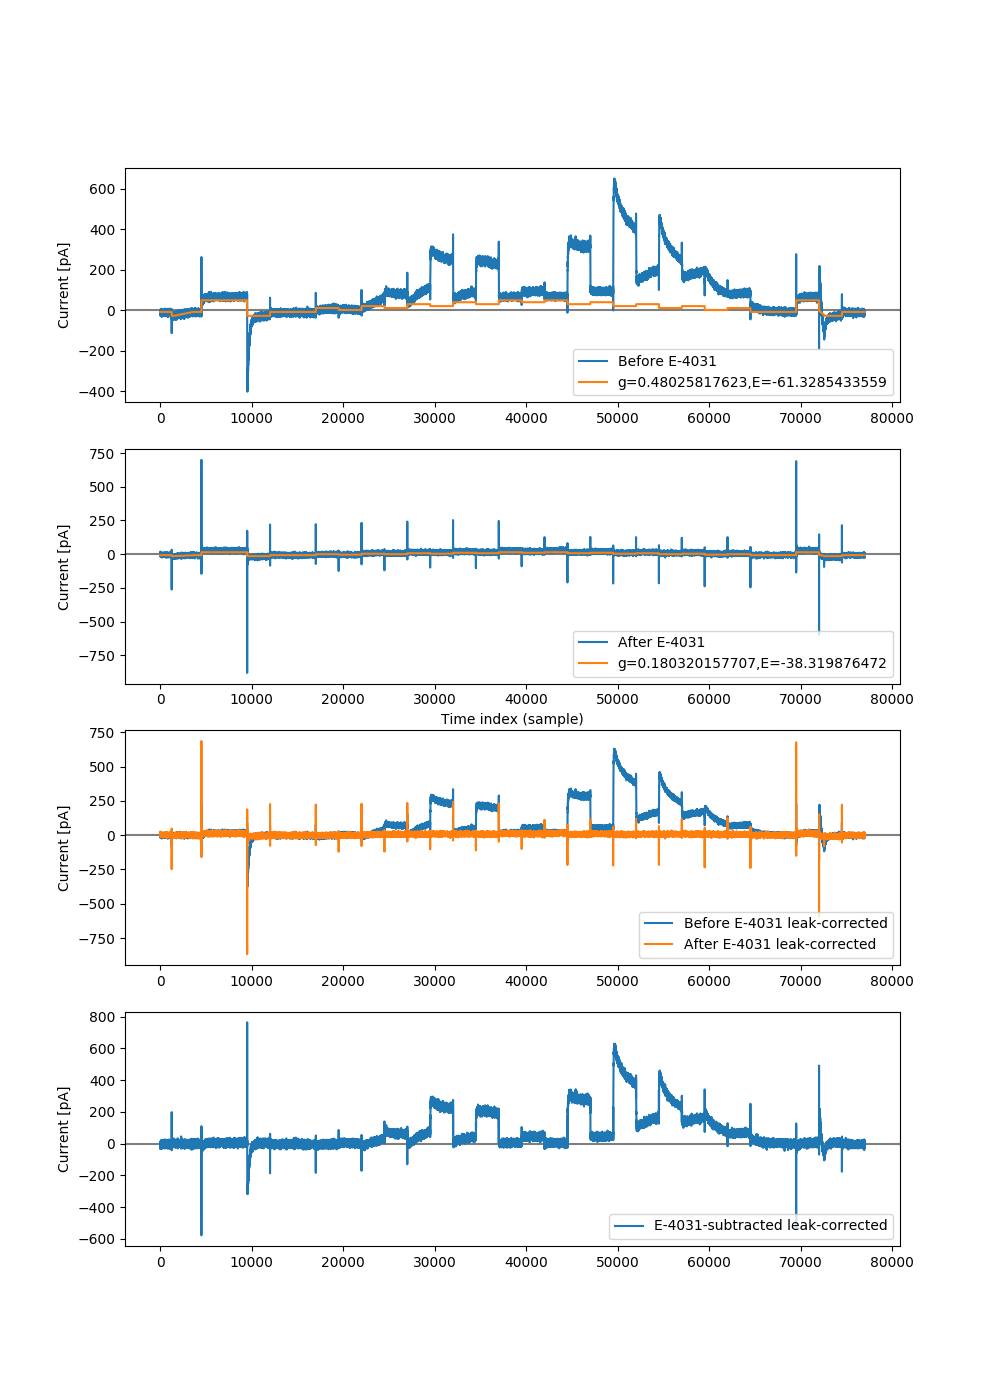 600
400
200
0
−200
−400
Current [pA]
Before E-4031
g=0.48025817623,E=-61.3285433559
0 10000 20000 30000 40000 50000 60000 70000 80000
750
500
250
0
−250
−500
−750
Current [pA]
After E-4031
g=0.180320157707,E=-38.319876472
0 10000 20000 30000 40000 50000 60000 70000 80000
Time index (sample)
750
500
250
0
−250
−500
−750
Current [pA]
Before E-4031 leak-corrected
After E-4031 leak-corrected
0 10000 20000 30000 40000 50000 60000 70000 80000
800
600
400
200
0
−200
−400
−600
Current [pA]
E-4031-subtracted leak-corrected
0 10000 20000 30000 40000 50000 60000 70000 80000